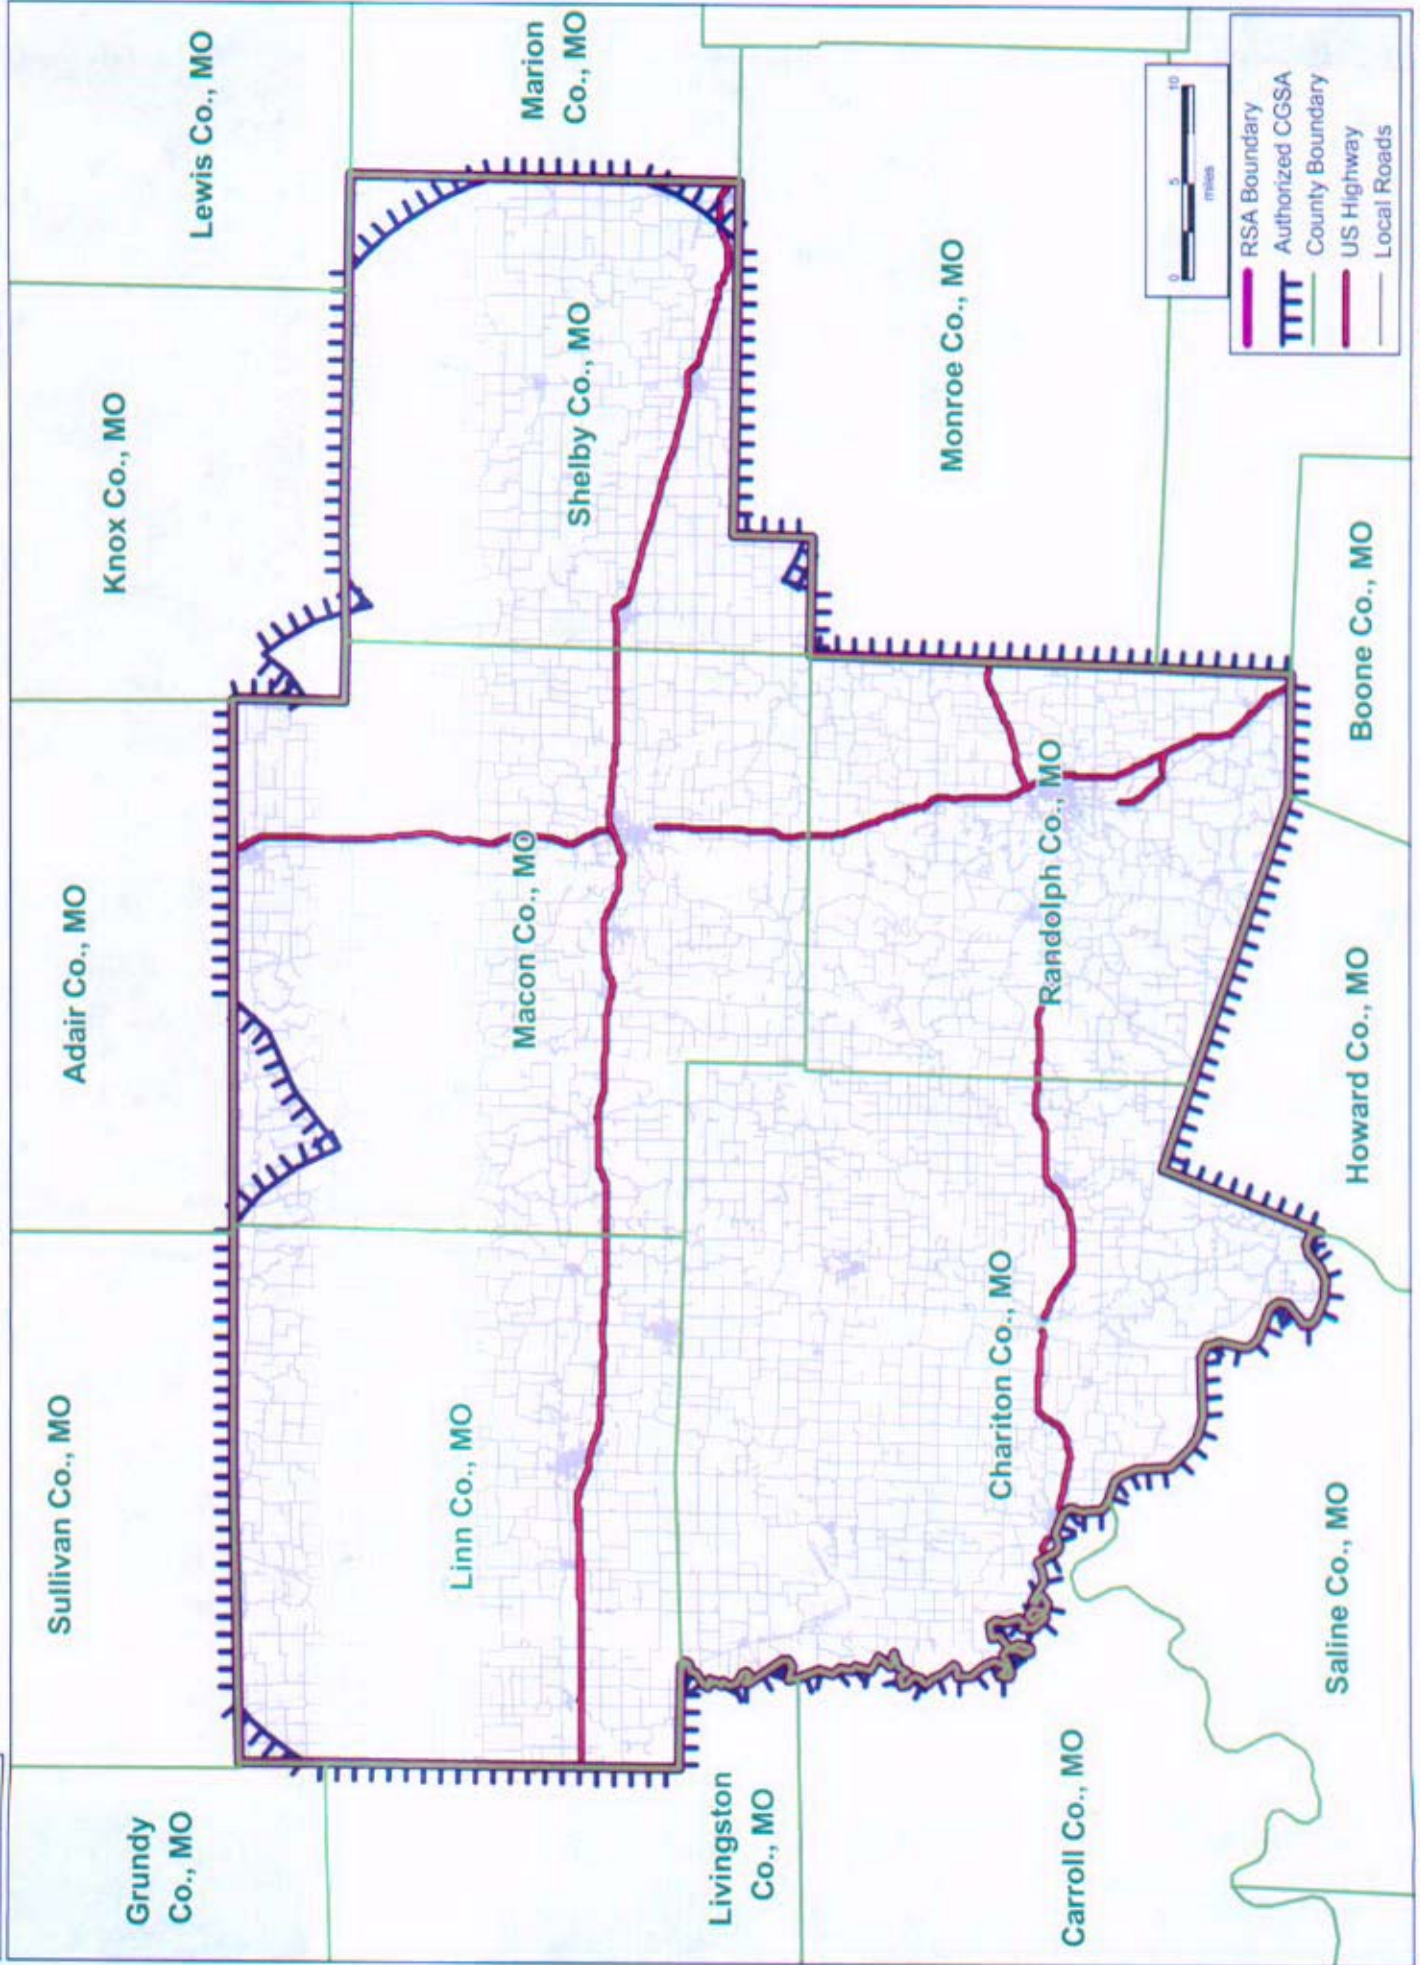 Grundy
Co., MO
Sullivan Co., MO
Adair Co., MO
Knox Co., MO
Lewis Co., MO
Marion
Co., MO
Livingston
Co., MO
Linn Co., MO
Macon Co., MO
Shelby Co., MO
Carroll Co., MO
Chariton Co., MO
Randolph Co., MO
Monroe Co., MO
Saline Co., MO
Howard Co., MO
Boone Co., MO
0 5 10
miles
RSA Boundary
Authorized CGSA
County Boundary
US Highway
Local Roads